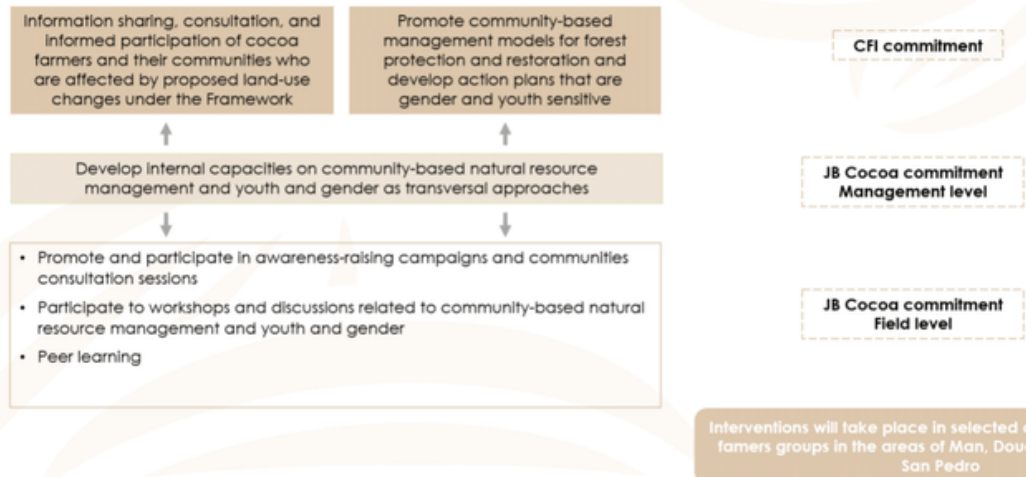 Information sharing, consultation, and
informed participation of cocoa
farmers and their communities who
are affected by proposed land-use
changes under the Framework
Promote community-based
management models for forest
protection and restoration and
develop action plans that are
gender and youth sensitive
CFI commitment
Develop internal capacities on community-based natural resource
management and youth and gender as transversal approaches
JB Cocoa commitment
Management level
• Promote and participate in awareness-raising campaigns and communities
consultation sessions
• Participate to workshops and discussions related to community-based natural
resource management and youth and gender
• Peer learning
JB Cocoa commitment
Field level
Interventions will take place in selected
famers groups in the areas of Man,
San Pedro